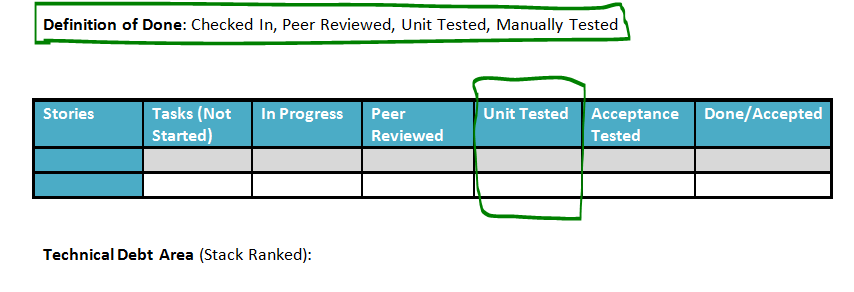 Definition of Done: Checked In, Peer Reviewed, Unit Tested, Manually Tested
Stories Tasks (Not Started) In Progress Peer Reviewed Unit Tested Acceptance Tested Done/Accepted
Technical Debt Area (Stack Ranked):